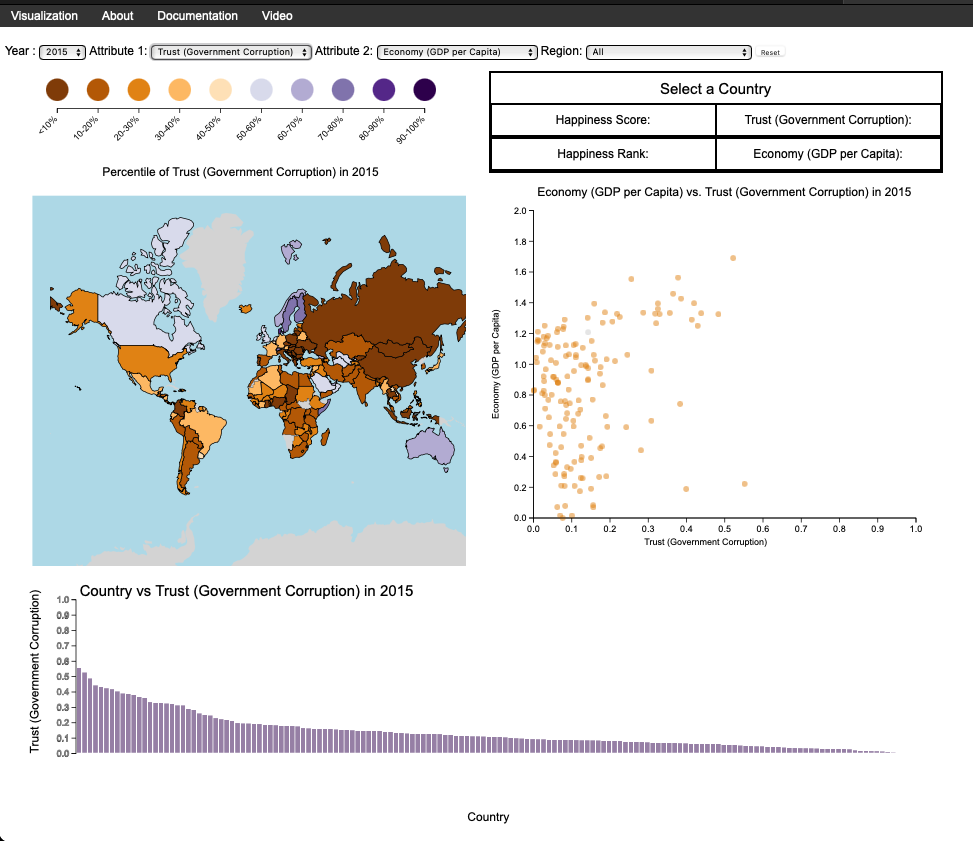 Visualization About Documentation Video
Year : 2015 Attribute 1: Trust (Government Corruption) Attribute 2: Economy (GDP per Capita) Region: All Reset
<10% 10-20% 20-30% 30-40% 40-50% 50-60% 60-70% 70-80% 80-90% 90-100%
Percentile of Trust (Government Corruption) in 2015
Select a Country
Happiness Score: Trust (Government Corruption):
Happiness Rank: Economy (GDP per Capita):
Economy (GDP per Capita) vs. Trust (Government Corruption) in 2015
Economy (GDP per Capita)
2.0
1.8
1.6
1.4
1.2
1.0
0.8
0.6
0.4
0.2
0.0
0.0 0.1 0.2 0.3 0.4 0.5 0.6 0.7 0.8 0.9 1.0
Trust (Government Corruption)
Country vs Trust (Government Corruption) in 2015
Trust (Government Corruption)
1.0
0.9
0.8
0.7
0.6
0.5
0.4
0.3
0.2
0.1
0.0
Country